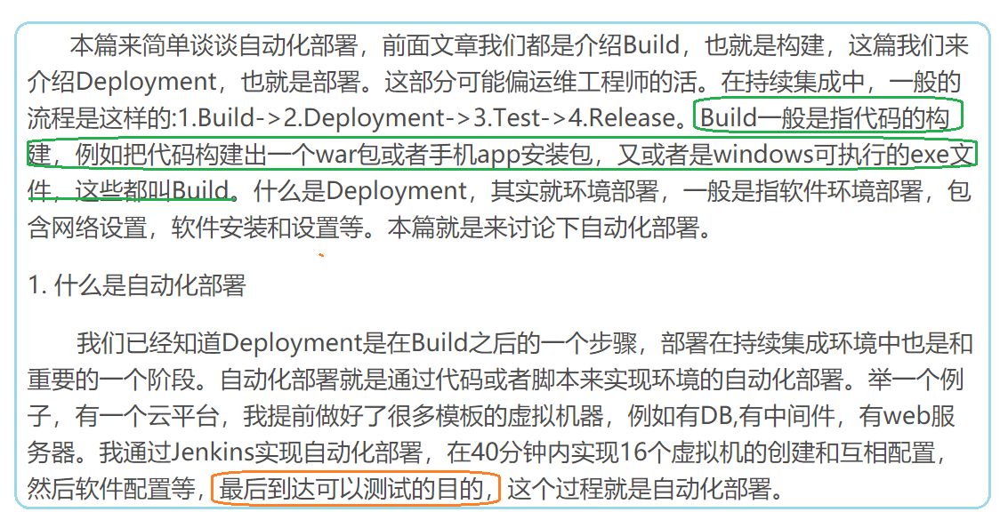 本篇来简单谈谈自动化部署，前面文章我们都是介绍Build，也就是构建，这篇我们来
介绍Deployment，也就是部署。这部分可能偏运维工程师的活。在持续集成中，一般的
流程是这样的:1.Build->2.Deployment->3.Test->4.Release。Build一般是指代码的构
建，例如把代码构建出一个war包或者手机app安装包，又或者是windows可执行的exe文
件，这些都叫Build。什么是Deployment，其实就环境部署，一般是指软件环境部署，包
含网络设置，软件安装和设置等。本篇就是来讨论下自动化部署。
1. 什么是自动化部署
我们已经知道Deployment是在Build之后的一个步骤，部署在持续集成环境中也是和
重要的一个阶段。自动化部署就是通过代码或者脚本来实现环境的自动化部署。举一个例
子，有一个云平台，我提前做好了很多模板的虚拟机器，例如有DB,有中间件，有web服
务器。我通过Jenkins实现自动化部署，在40分钟内实现16个虚拟机的创建和互相配置，
然后软件配置等，最后到达可以测试的目的，这个过程就是自动化部署。